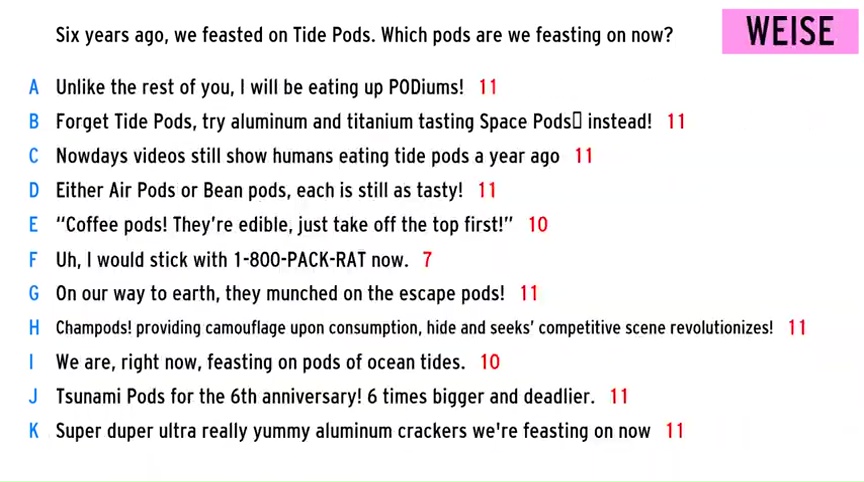 Six years ago, we feasted on Tide Pods. Which pods are we feasting on now?
WEISE
A Unlike the rest of you, I will be eating up PODiums! 11
B Forget Tide Pods, try aluminum and titanium tasting Space Pods▯ instead! 11
C Nowdays videos still show humans eating tide pods a year ago 11
D Either Air Pods or Bean pods, each is still as tasty! 11
E “Coffee pods! They’re edible, just take off the top first!” 10
F Uh, I would stick with 1-800-PACK-RAT now. 7
G On our way to earth, they munched on the escape pods! 11
H Champods! providing camouflage upon consumption, hide and seeks’ competitive scene revolutionizes! 11
I We are, right now, feasting on pods of ocean tides. 10
J Tsunami Pods for the 6th anniversary! 6 times bigger and deadlier. 11
K Super duper ultra really yummy aluminum crackers we're feasting on now 11